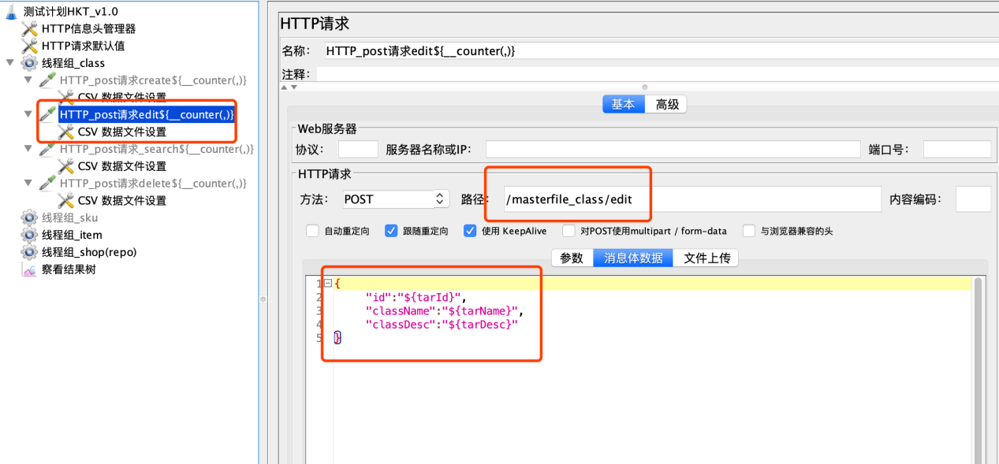 测试计划HKT_v1.0
HTTP信息头管理器
HTTP请求默认值
线程组_class
HTTP_post请求create${__counter(,)}
CSV 数据文件设置
HTTP_post请求edit${__counter(,)}
CSV 数据文件设置
HTTP_post请求_search${__counter(,)}
CSV 数据文件设置
HTTP_post请求delete${__counter(,)}
CSV 数据文件设置
线程组_sku
线程组_item
线程组_shop(repo)
察看结果树
HTTP请求
名称： HTTP_post请求edit${__counter(,)}
注释：
基本 高级
Web服务器
协议： 服务器名称或IP： 端口号：
HTTP请求
方法： POST 路径： /masterfile_class/edit 内容编码：
自动重定向 跟随重定向 使用 KeepAlive 对POST使用multipart / form-data 与浏览器兼容的头
参数 消息体数据 文件上传
1 {
2 "id":"${tarId}",
3 "className":"${tarName}",
4 "classDesc":"${tarDesc}"
5 }